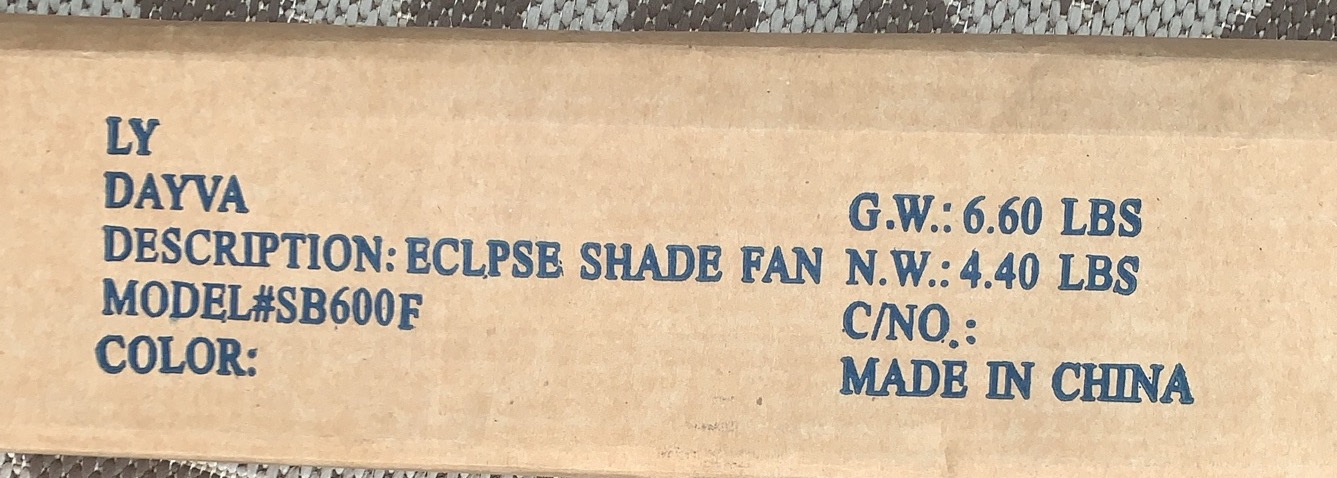 LY
DAYVA
DESCRIPTION: ECLPSE SHADE FAN
MODEL#SB600F
COLOR:
G.W.: 6.60 LBS
N.W.: 4.40 LBS
C/NO.:
MADE IN CHINA